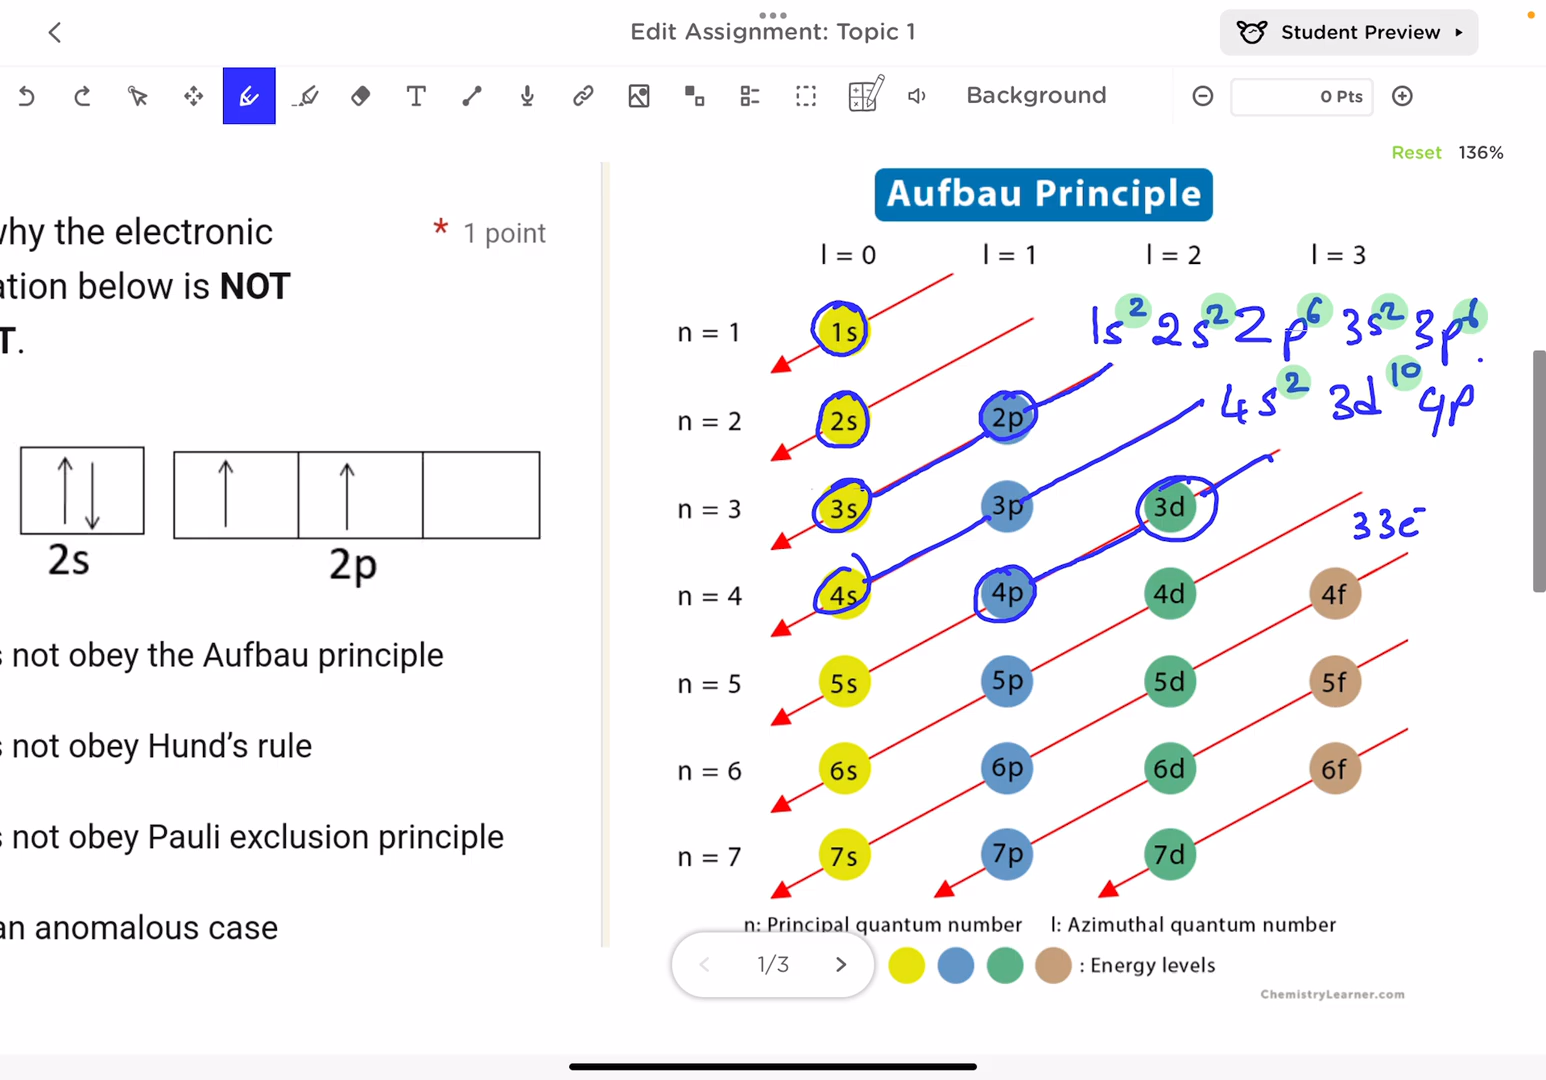 Edit Assignment: Topic 1
Student Preview
Background
0 Pts
Reset 136%
why the electronic
* 1 point
ation below is NOT
T.
2s
2p
s not obey the Aufbau principle
s not obey Hund's rule
s not obey Pauli exclusion principle
an anomalous case
Aufbau Principle
l = 0 l = 1 l = 2 l = 3
n = 1 1s
1s² 2s² 2p⁶ 3s² 3p⁶.
4s² 3d¹⁰ 4p
n = 2 2s 2p
n = 3 3s 3p 3d
33e⁻
n = 4 4s 4p 4d 4f
n = 5 5s 5p 5d 5f
n = 6 6s 6p 6d 6f
n = 7 7s 7p 7d
n: Principal quantum number l: Azimuthal quantum number
1/3
: Energy levels
ChemistryLearner.com